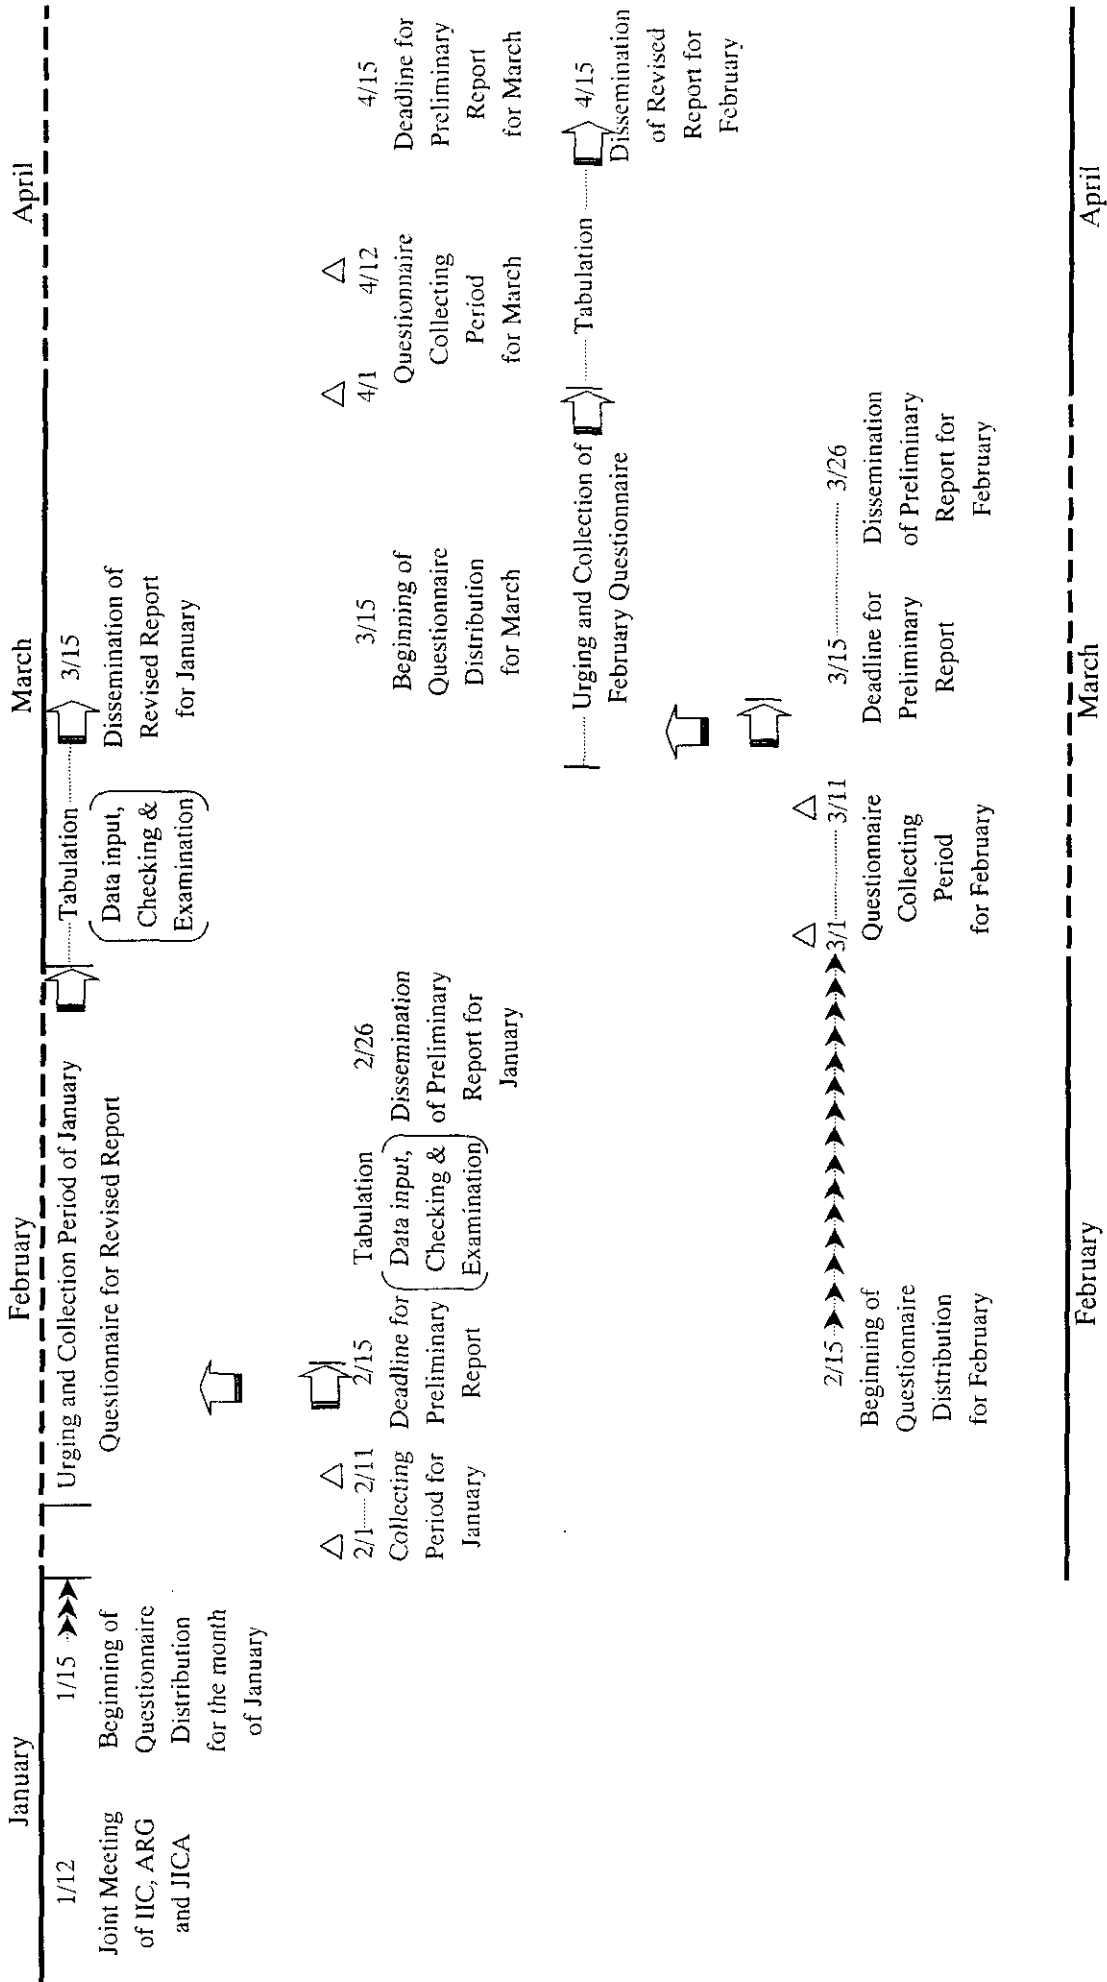 January
February
March
April
1/12
Joint Meeting
of IIC, ARG
and JICA
1/15
Beginning of
Questionnaire
Distribution
for the month
of January
Urging and Collection Period of January
Questionnaire for Revised Report
Tabulation
Data input,
Checking &
Examination
3/15
Dissemination of
Revised Report
for January
2/1 2/11
Collecting
Period for
January
2/15
Deadline for
Preliminary
Report
Tabulation
Data input,
Checking &
Examination
2/26
Dissemination
of Preliminary
Report for
January
3/15
Beginning of
Questionnaire
Distribution
for March
4/1 4/12
Questionnaire
Collecting
Period
for March
4/15
Deadline for
Preliminary
Report
for March
Urging and Collection of
February Questionnaire
Tabulation
4/15
Dissemination
of Revised
Report for
February
2/15
Beginning of
Questionnaire
Distribution
for February
3/1 3/11
Questionnaire
Collecting
Period
for February
3/15
Deadline for
Preliminary
Report
3/26
Dissemination
of Preliminary
Report for
February
February
March
April